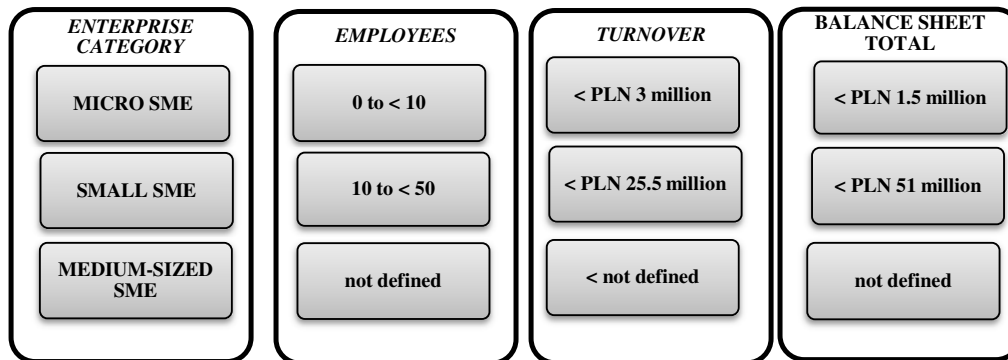 ENTERPRISE
CATEGORY
EMPLOYEES
TURNOVER
BALANCE SHEET
TOTAL
MICRO SME
0 to < 10
< PLN 3 million
< PLN 1.5 million
SMALL SME
10 to < 50
< PLN 25.5 million
< PLN 51 million
MEDIUM-SIZED
SME
not defined
< not defined
not defined